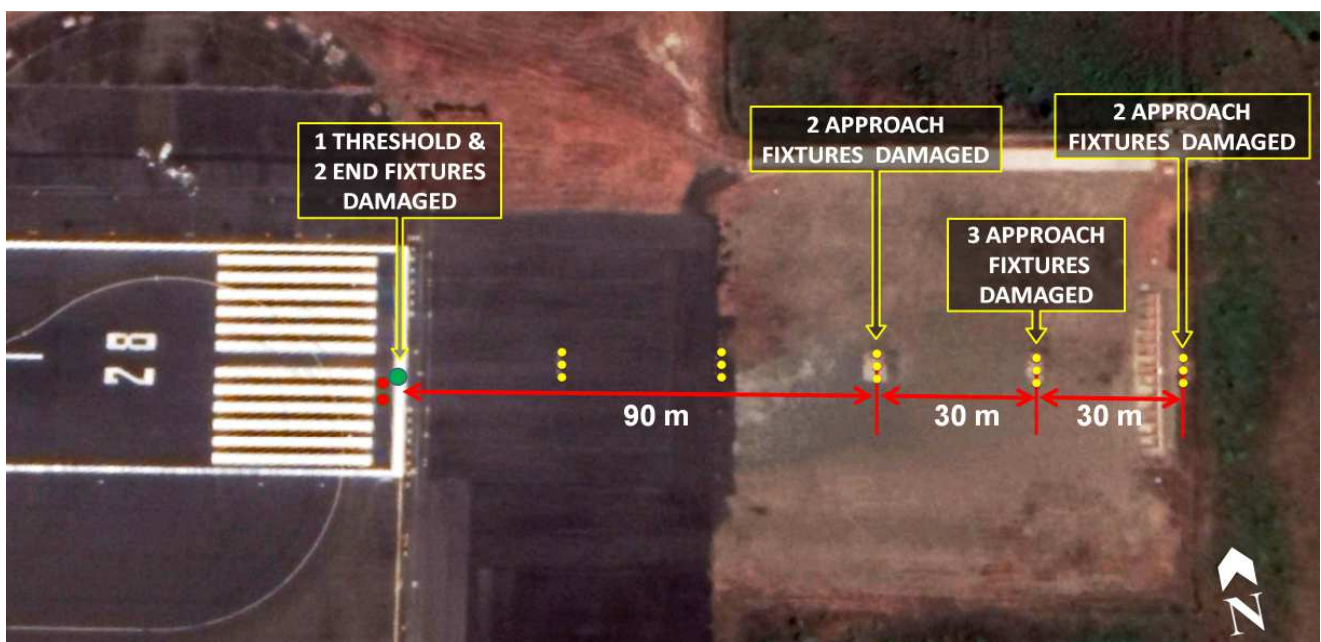 1 THRESHOLD &
2 END FIXTURES
DAMAGED
2 APPROACH
FIXTURES DAMAGED
2 APPROACH
FIXTURES DAMAGED
3 APPROACH
FIXTURES
DAMAGED
28
90 m
30 m
30 m
N